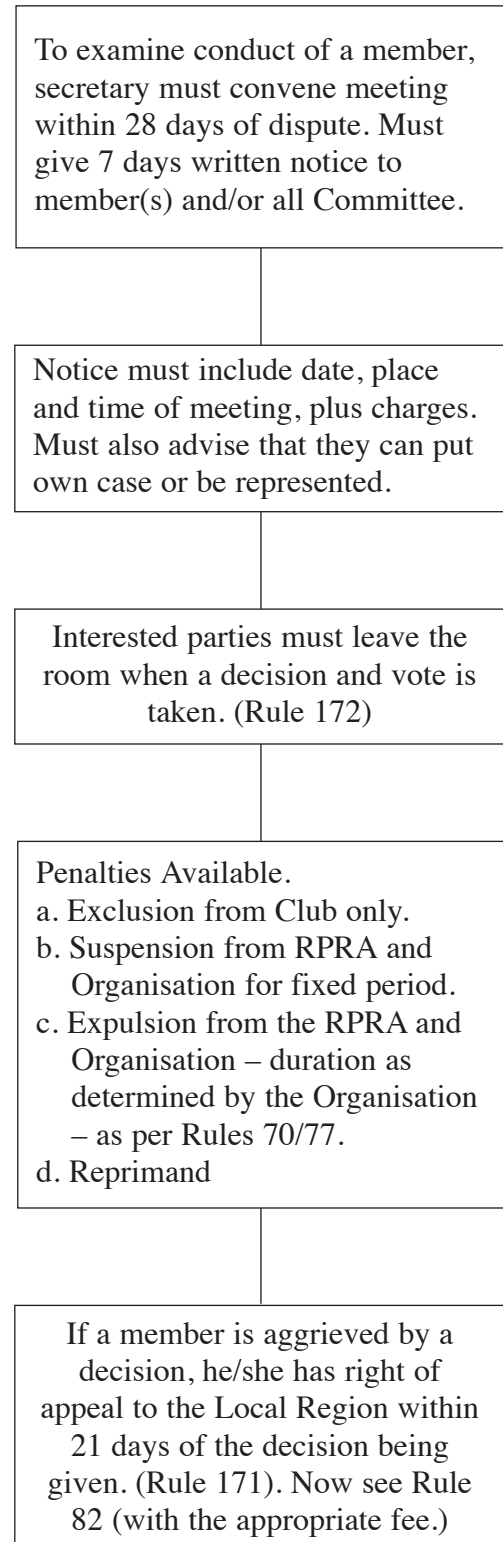 To examine conduct of a member,
secretary must convene meeting
within 28 days of dispute. Must
give 7 days written notice to
member(s) and/or all Committee.
Notice must include date, place
and time of meeting, plus charges.
Must also advise that they can put
own case or be represented.
Interested parties must leave the
room when a decision and vote is
taken. (Rule 172)
Penalties Available.
a. Exclusion from Club only.
b. Suspension from RPRA and
Organisation for fixed period.
c. Expulsion from the RPRA and
Organisation – duration as
determined by the Organisation
– as per Rules 70/77.
d. Reprimand
If a member is aggrieved by a
decision, he/she has right of
appeal to the Local Region within
21 days of the decision being
given. (Rule 171). Now see Rule
82 (with the appropriate fee.)